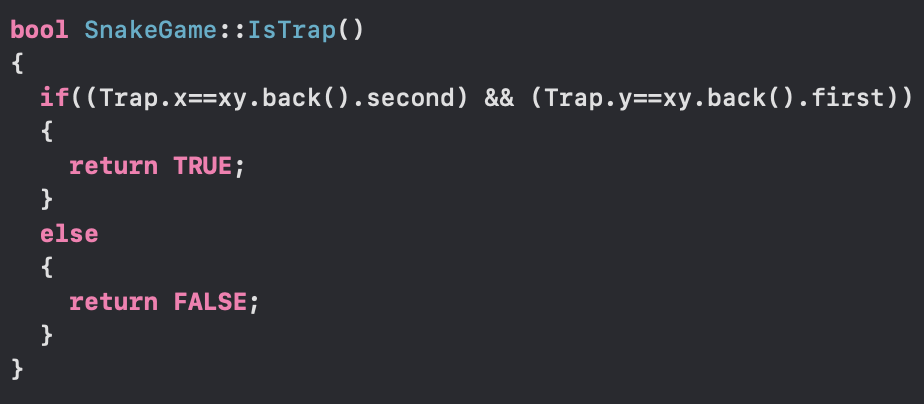 bool SnakeGame::IsTrap()
{
  if((Trap.x==xy.back().second) && (Trap.y==xy.back().first))
  {
    return TRUE;
  }
  else
  {
    return FALSE;
  }
}